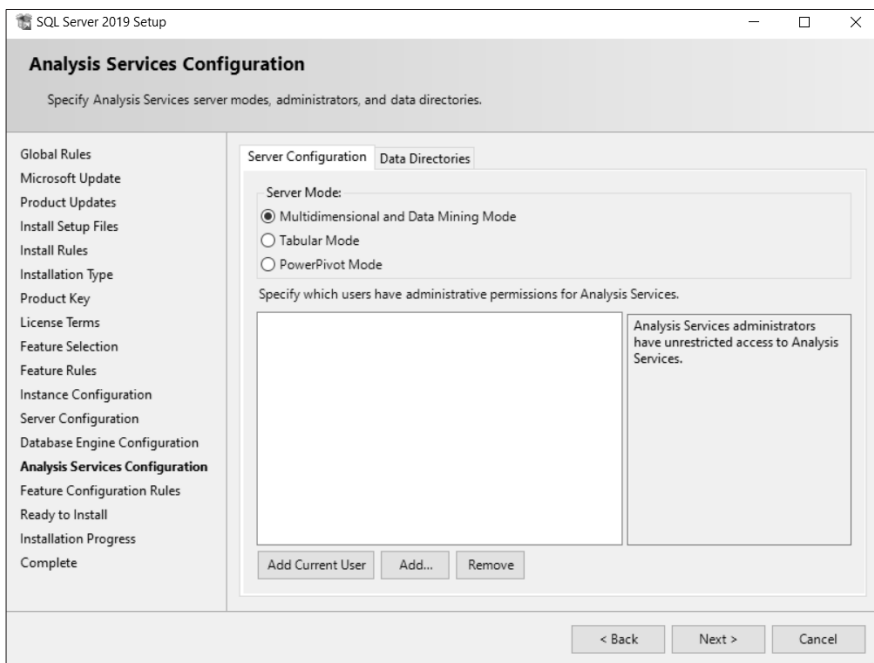 SQL Server 2019 Setup
Analysis Services Configuration
Specify Analysis Services server modes, administrators, and data directories.
Global Rules
Microsoft Update
Product Updates
Install Setup Files
Install Rules
Installation Type
Product Key
License Terms
Feature Selection
Feature Rules
Instance Configuration
Server Configuration
Database Engine Configuration
Analysis Services Configuration
Feature Configuration Rules
Ready to Install
Installation Progress
Complete
Server Configuration Data Directories
Server Mode:
Multidimensional and Data Mining Mode
Tabular Mode
PowerPivot Mode
Specify which users have administrative permissions for Analysis Services.
Analysis Services administrators
have unrestricted access to Analysis
Services.
Add Current User Add... Remove
< Back Next > Cancel